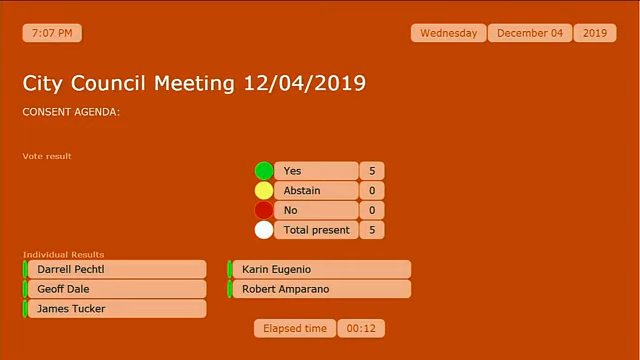 7:07 PM Wednesday December 04 2019
City Council Meeting 12/04/2019
CONSENT AGENDA:
Vote result
Yes 5
Abstain 0
No 0
Total present 5
Individual Results
Darrell Pechtl Karin Eugenio
Geoff Dale Robert Amparano
James Tucker
Elapsed time 00:12